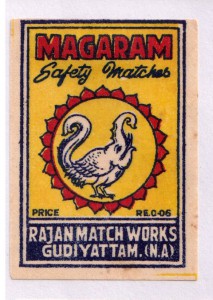 MAGARAM
Safety Matches
PRICE RE.0-06
RAJAN MATCH WORKS
GUDIYATTAM.(N.A)